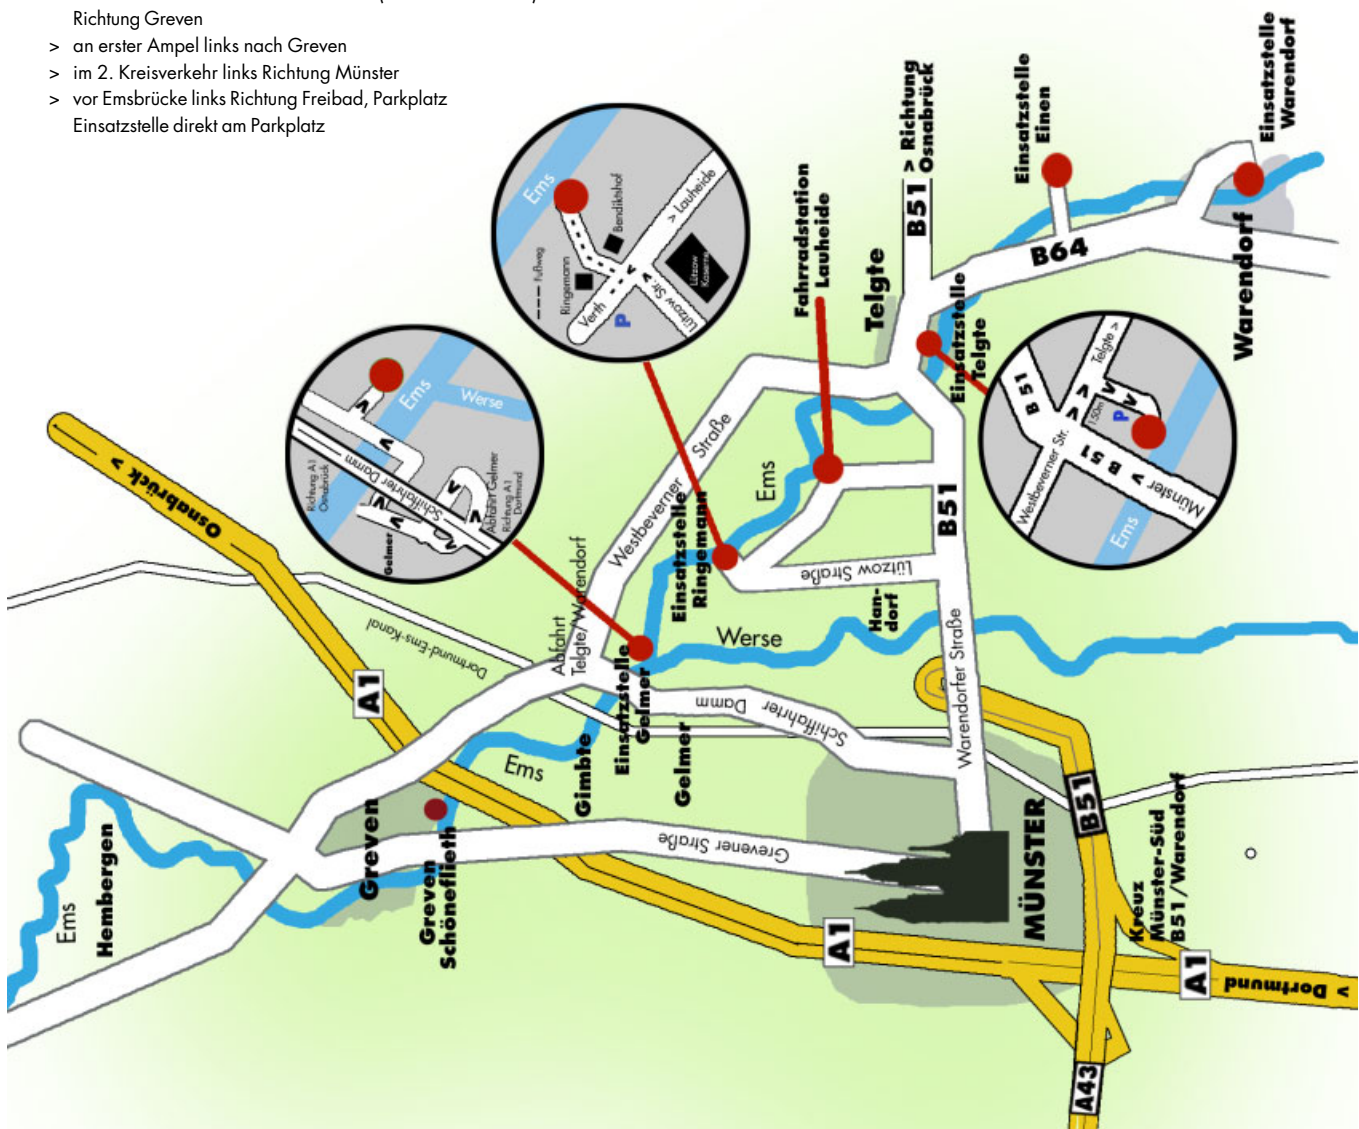 Richtung Greven
> an erster Ampel links nach Greven
> im 2. Kreisverkehr links Richtung Münster
> vor Emsbrücke links Richtung Freibad, Parkplatz
Einsatzstelle direkt am Parkplatz
Einsatzstelle
Warendorf
Einsatzstelle
Einen
> Richtung
Osnabrück
B51
B64
Warendorf
Telgte
Einsatzstelle
Telgte
Fahrradstation
Lauheide
Ems
Fußweg
Ringemann
Bendikthof
> Lauheide
Verth
P
Lützow Str.
Lützow
Kaserne
Ems
Werse
Richtung A1
Osnabrück
Schiffahrter Damm
Gelmer
Abfahrt Gelmer
Richtung A1
Dortmund
B 51
Telgte >
150m
P
Westbeverner Str.
B 51
> Münster
Ems
Osnabrück >
Dortmund-Ems-Kanal
A1
Abfahrt
Telgte/Warendorf
Westbeverner Straße
Einsatzstelle
Ringemann
Ems
B51
Lützow Straße
Han-
dorf
Werse
Warendorfer Straße
Einsatzstelle
Gelmer
Schiffahrter
Damm
Gelmer
Gimbte
Ems
Greven
Greven
Schöneflieth
Grevener Straße
Ems
Hembergen
MÜNSTER
B51
Kreuz
Münster-Süd
B51/Warendorf
A1
A1
> Dortmund
A43